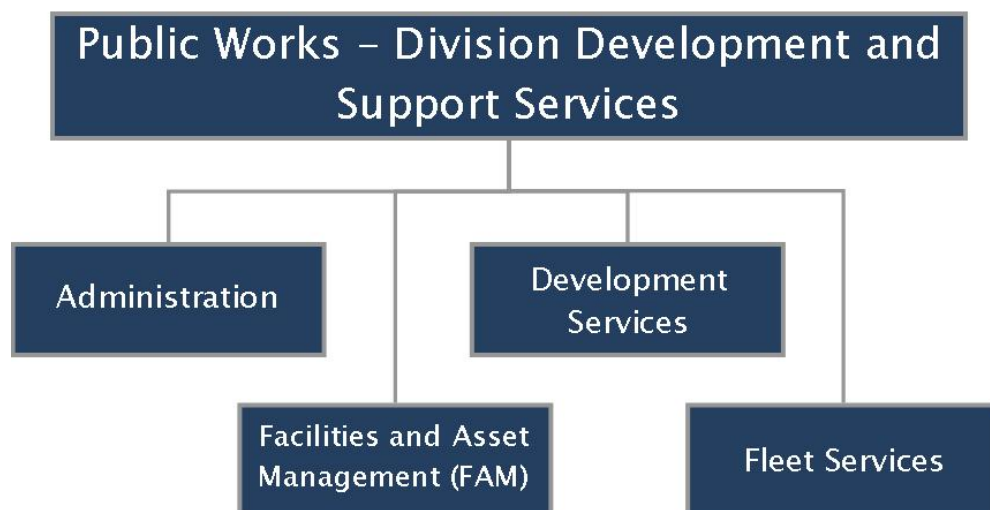 Public Works – Division Development and
Support Services
Administration
Development
Services
Facilities and Asset
Management (FAM)
Fleet Services